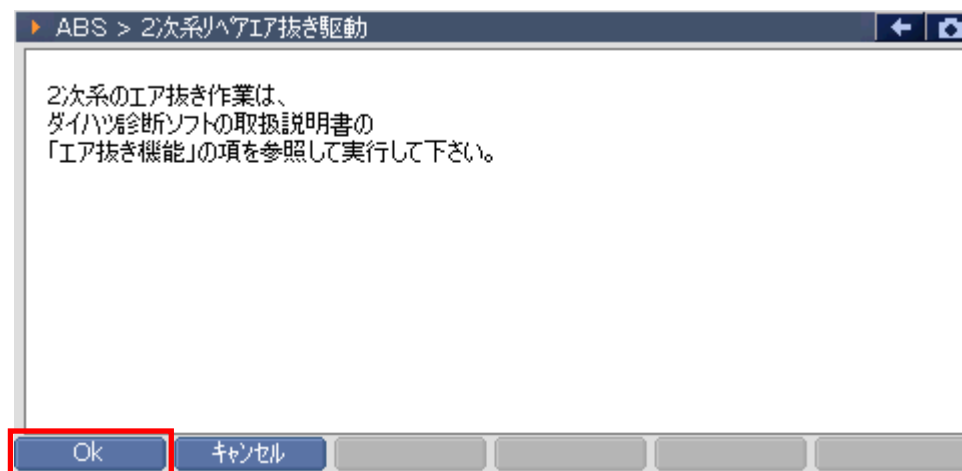 ABS > 2次系リペアエア抜き駆動
2次系のエア抜き作業は、
ダイハツ診断ソフトの取扱説明書の
「エア抜き機能」の項を参照して実行して下さい。
Ok
キャンセル